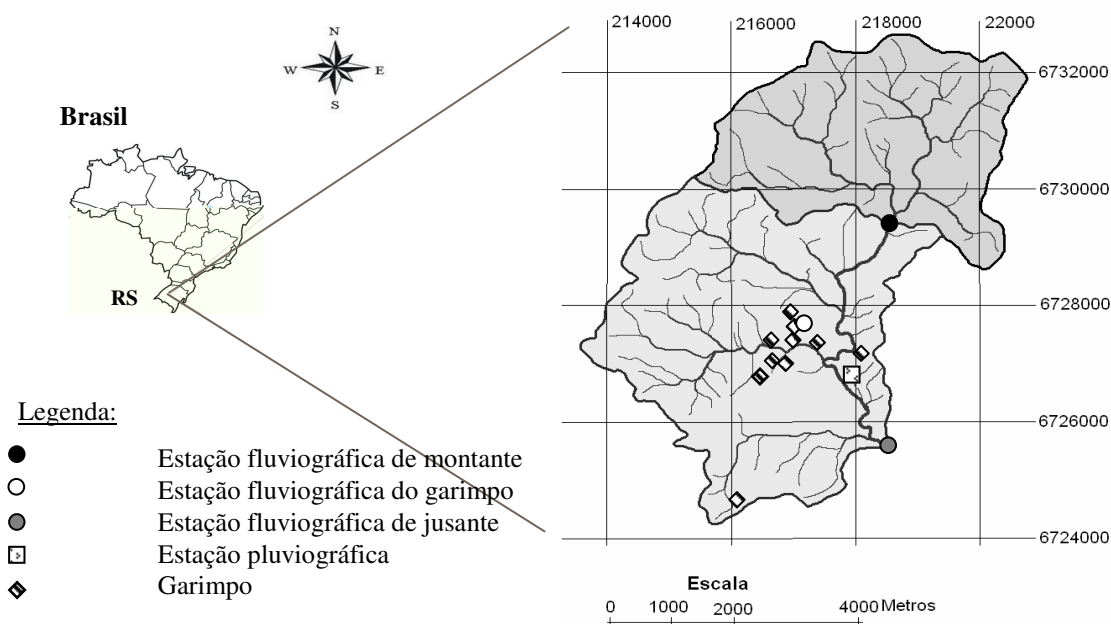 N
W E
S
Brasil
RS
Legenda:
Estação fluviográfica de montante
Estação fluviográfica do garimpo
Estação fluviográfica de jusante
Estação pluviográfica
Garimpo
214000 216000 218000 22000
6732000
6730000
6728000
6726000
6724000
Escala
0 1000 2000 4000 Metros